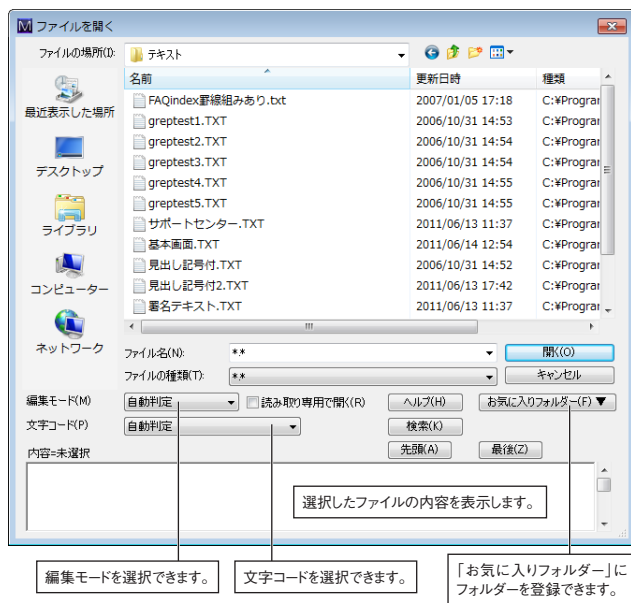 M ファイルを開く
ファイルの場所(I): テキスト
名前 更新日時 種類
FAQindex罫線組みあり.txt 2007/01/05 17:18 C:¥Prograr
greptest1.TXT 2006/10/31 14:53 C:¥Prograr
greptest2.TXT 2006/10/31 14:54 C:¥Prograr
greptest3.TXT 2006/10/31 14:54 C:¥Prograr
greptest4.TXT 2006/10/31 14:55 C:¥Prograr
greptest5.TXT 2006/10/31 14:55 C:¥Prograr
サポートセンター.TXT 2011/06/13 11:37 C:¥Prograr
基本画面.TXT 2011/06/14 12:54 C:¥Prograr
見出し記号付.TXT 2006/10/31 14:52 C:¥Prograr
見出し記号付2.TXT 2011/06/13 17:42 C:¥Prograr
署名テキスト.TXT 2011/06/13 11:37 C:¥Prograr
最近表示した場所
デスクトップ
ライブラリ
コンピューター
ネットワーク
ファイル名(N): *.* 開く(O)
ファイルの種類(T): *.* キャンセル
編集モード(M) 自動判定 読み取り専用で開く(R) ヘルプ(H) お気に入りフォルダー(F) ▼
文字コード(P) 自動判定 検索(K)
内容=未選択 先頭(A) 最後(Z)
選択したファイルの内容を表示します。
編集モードを選択できます。
文字コードを選択できます。
「お気に入りフォルダー」に
フォルダーを登録できます。